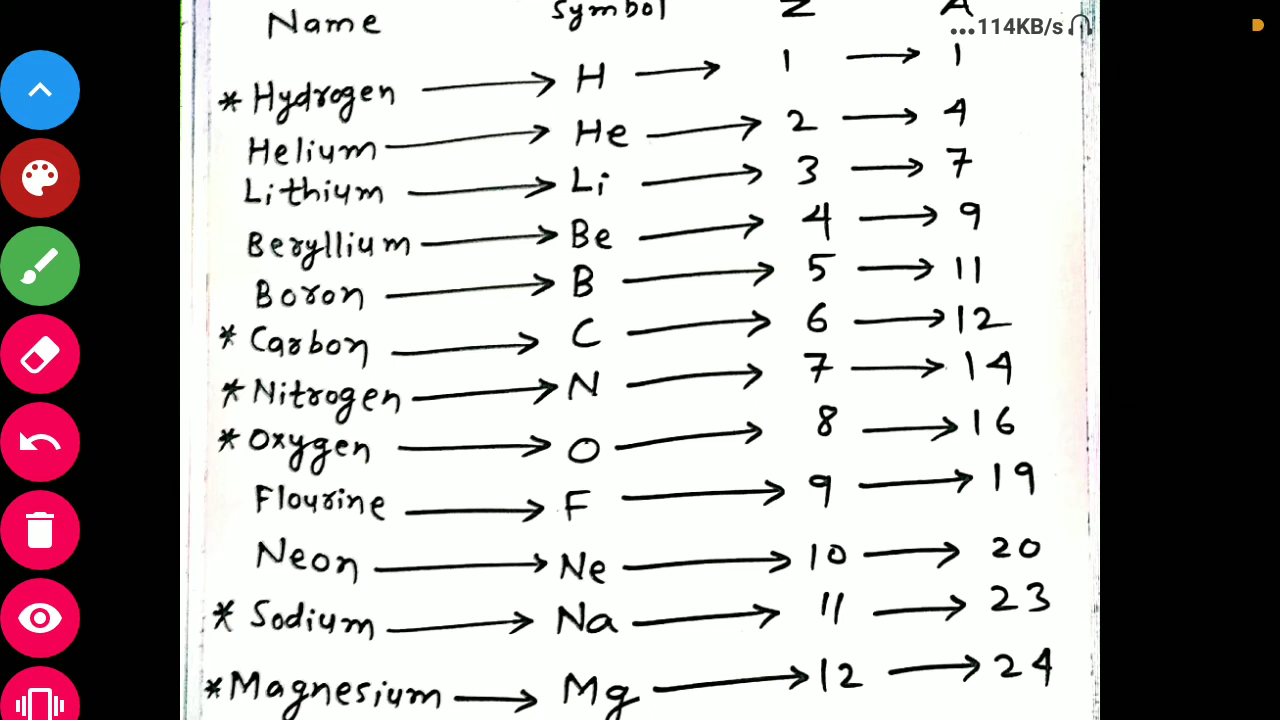 Name Symbol Z A
...114KB/s
*Hydrogen → H → 1 → 1
Helium → He → 2 → 4
Lithium → Li → 3 → 7
Beryllium → Be → 4 → 9
Boron → B → 5 → 11
*Carbon → C → 6 → 12
*Nitrogen → N → 7 → 14
*Oxygen → O → 8 → 16
Flourine → F → 9 → 19
Neon → Ne → 10 → 20
*Sodium → Na → 11 → 23
*Magnesium → Mg → 12 → 24